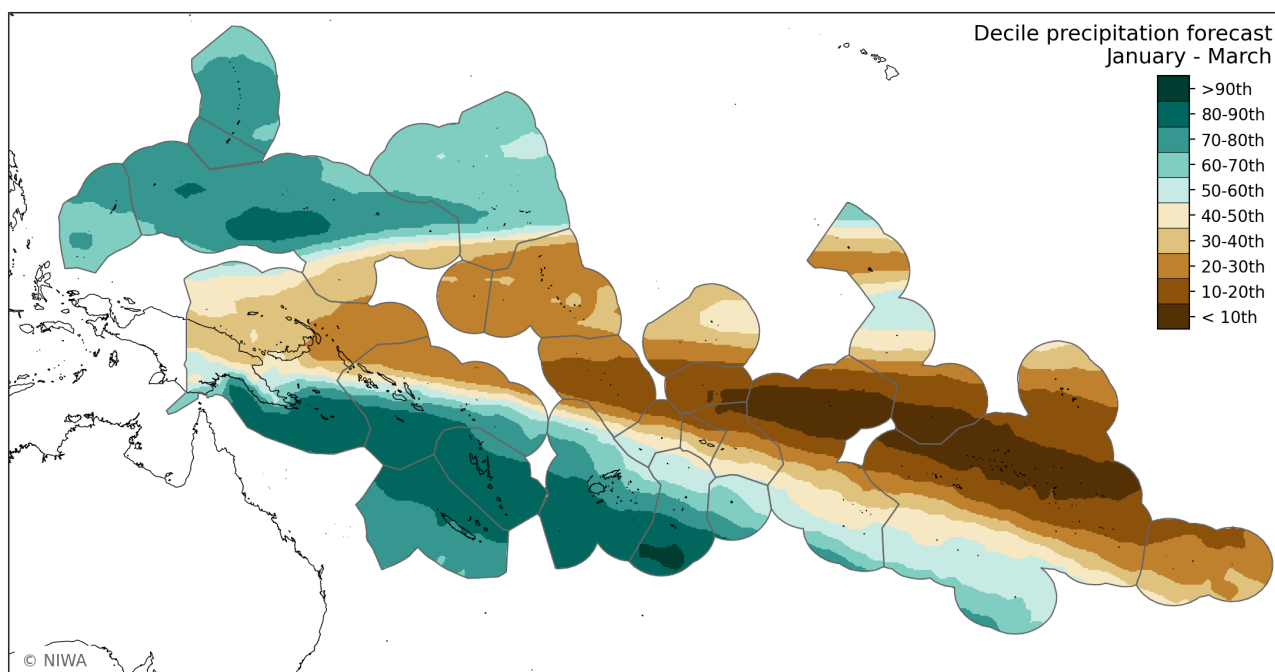 Decile precipitation forecast
January - March
>90th
80-90th
70-80th
60-70th
50-60th
40-50th
30-40th
20-30th
10-20th
< 10th
© NIWA